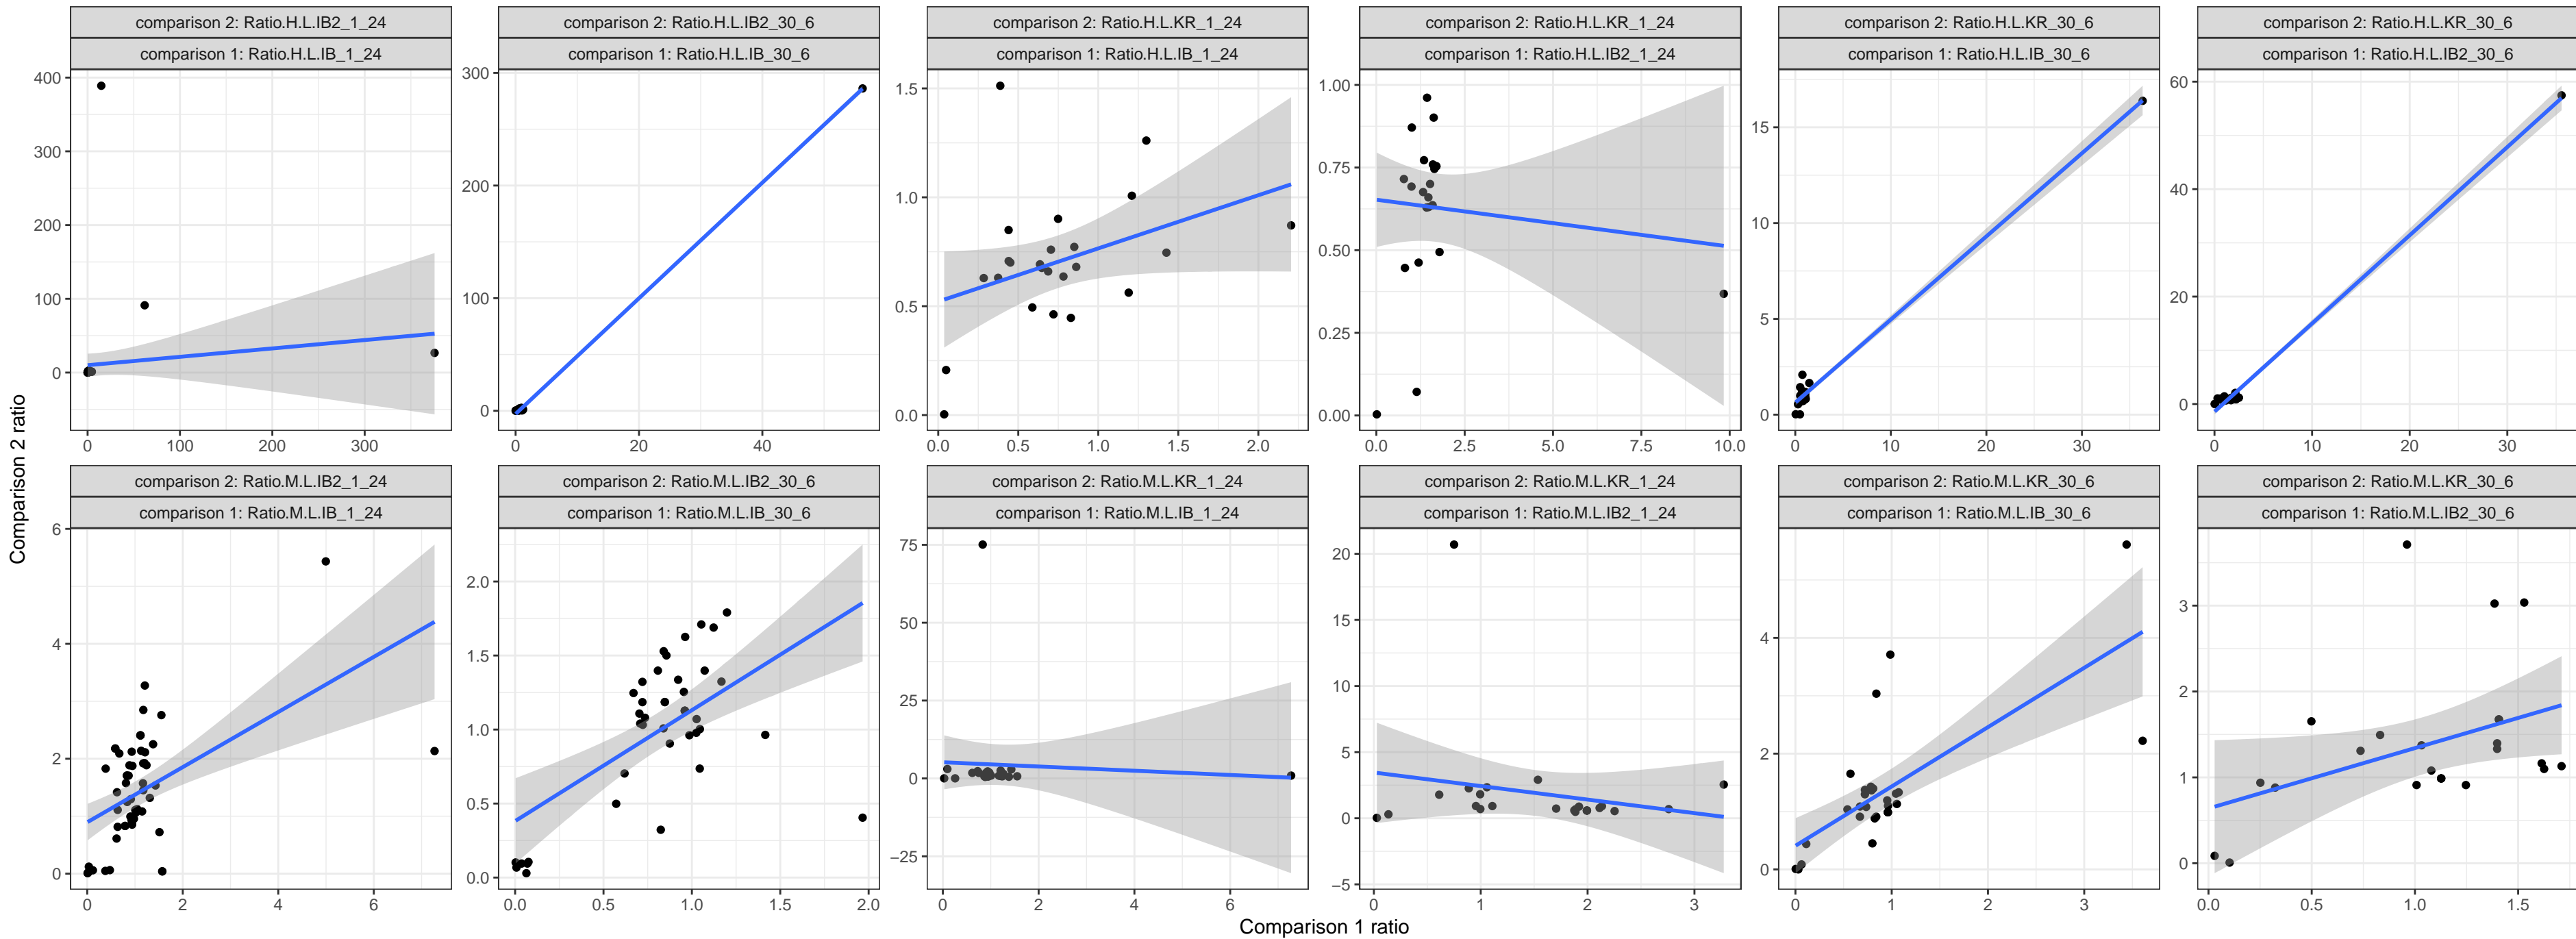 comparison 2: Ratio.H.L.IB2_1_24
comparison 1: Ratio.H.L.IB_1_24
400
300
200
100
0
0 100 200 300
comparison 2: Ratio.H.L.IB2_30_6
comparison 1: Ratio.H.L.IB_30_6
300
200
100
0
0 20 40
comparison 2: Ratio.H.L.KR_1_24
comparison 1: Ratio.H.L.IB_1_24
1.5
1.0
0.5
0.0
0.0 0.5 1.0 1.5 2.0
comparison 2: Ratio.H.L.KR_1_24
comparison 1: Ratio.H.L.IB2_1_24
1.00
0.75
0.50
0.25
0.00
0.0 2.5 5.0 7.5 10.0
comparison 2: Ratio.H.L.KR_30_6
comparison 1: Ratio.H.L.IB_30_6
15
10
5
0
0 10 20 30
comparison 2: Ratio.H.L.KR_30_6
comparison 1: Ratio.H.L.IB2_30_6
60
40
20
0
0 10 20 30
comparison 2: Ratio.M.L.IB2_1_24
comparison 1: Ratio.M.L.IB_1_24
6
4
2
0
0 2 4 6
comparison 2: Ratio.M.L.IB2_30_6
comparison 1: Ratio.M.L.IB_30_6
2.0
1.5
1.0
0.5
0.0
0.0 0.5 1.0 1.5 2.0
comparison 2: Ratio.M.L.KR_1_24
comparison 1: Ratio.M.L.IB_1_24
75
50
25
0
−25
0 2 4 6
comparison 2: Ratio.M.L.KR_1_24
comparison 1: Ratio.M.L.IB2_1_24
20
15
10
5
0
−5
0 1 2 3
comparison 2: Ratio.M.L.KR_30_6
comparison 1: Ratio.M.L.IB_30_6
4
2
0
0 1 2 3
comparison 2: Ratio.M.L.KR_30_6
comparison 1: Ratio.M.L.IB2_30_6
3
2
1
0
0.0 0.5 1.0 1.5
Comparison 2 ratio
Comparison 1 ratio